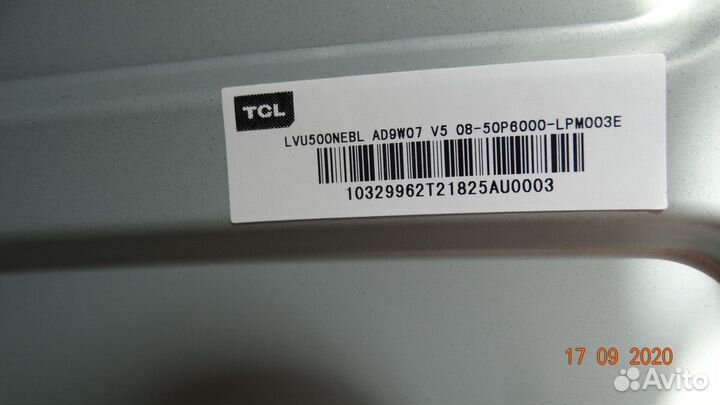 TCL
LVU500NEBL AD9W07 V5 08-50P6000-LPM003E
10329962T21825AU0003
17 09 2020
Avito